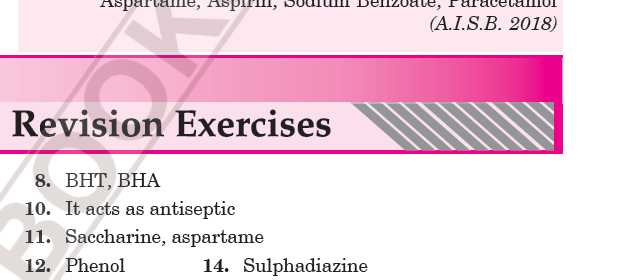 Aspartame, Aspirin, Sodium Benzoate, Paracetamol
(A.I.S.B. 2018)
Revision Exercises
8. BHT, BHA
10. It acts as antiseptic
11. Saccharine, aspartame
12. Phenol 14. Sulphadiazine
BOOK